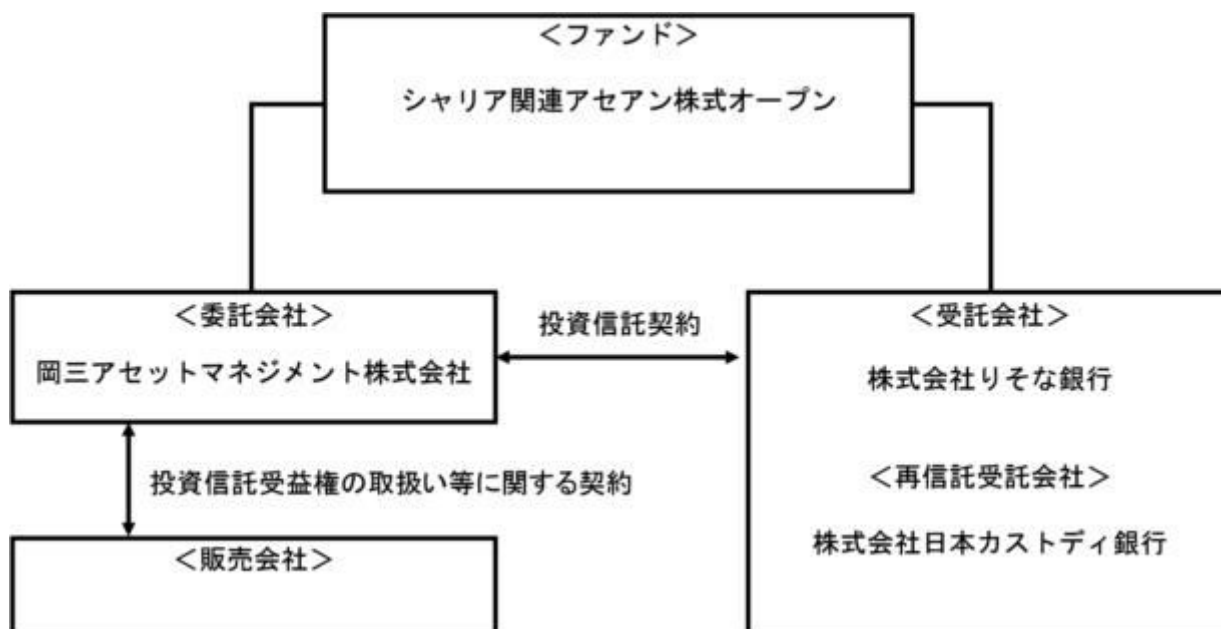 ＜ファンド＞
シャリア関連アセアン株式オープン
＜委託会社＞
岡三アセットマネジメント株式会社
投資信託契約
＜受託会社＞
株式会社りそな銀行
＜再信託受託会社＞
株式会社日本カストディ銀行
投資信託受益権の取扱い等に関する契約
＜販売会社＞